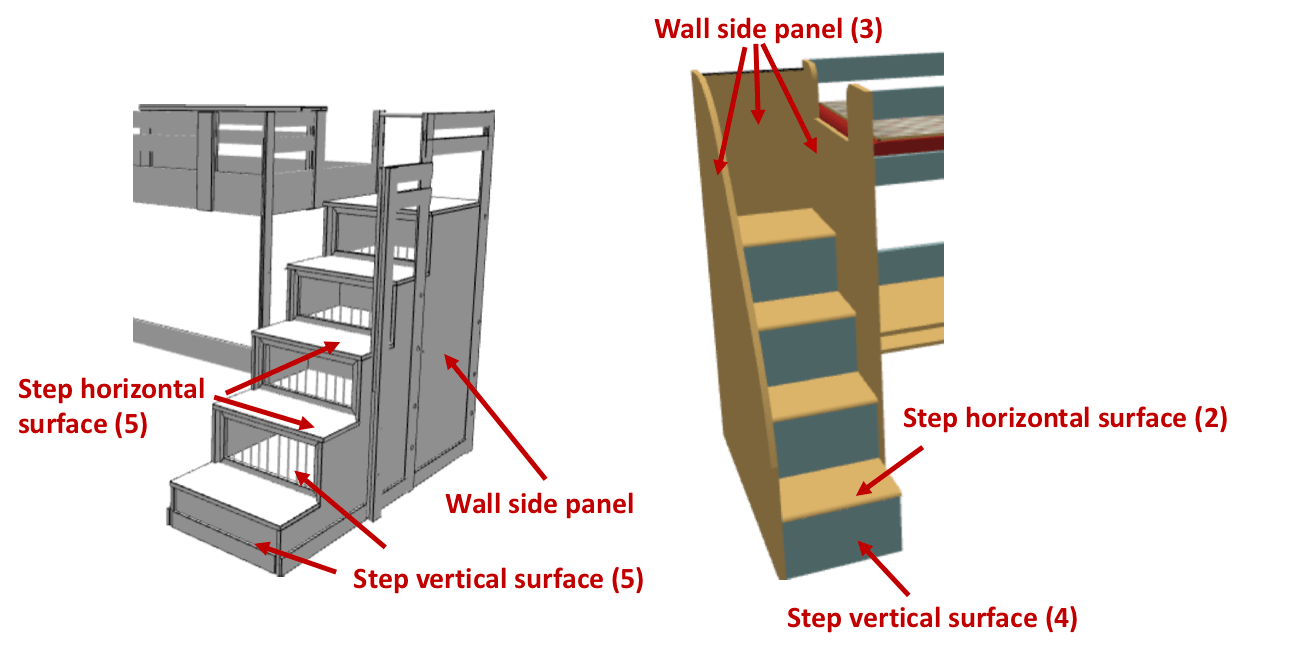 Wall side panel (3)
Step horizontal
surface (5)
Step horizontal surface (2)
Wall side panel
Step vertical surface (5)
Step vertical surface (4)